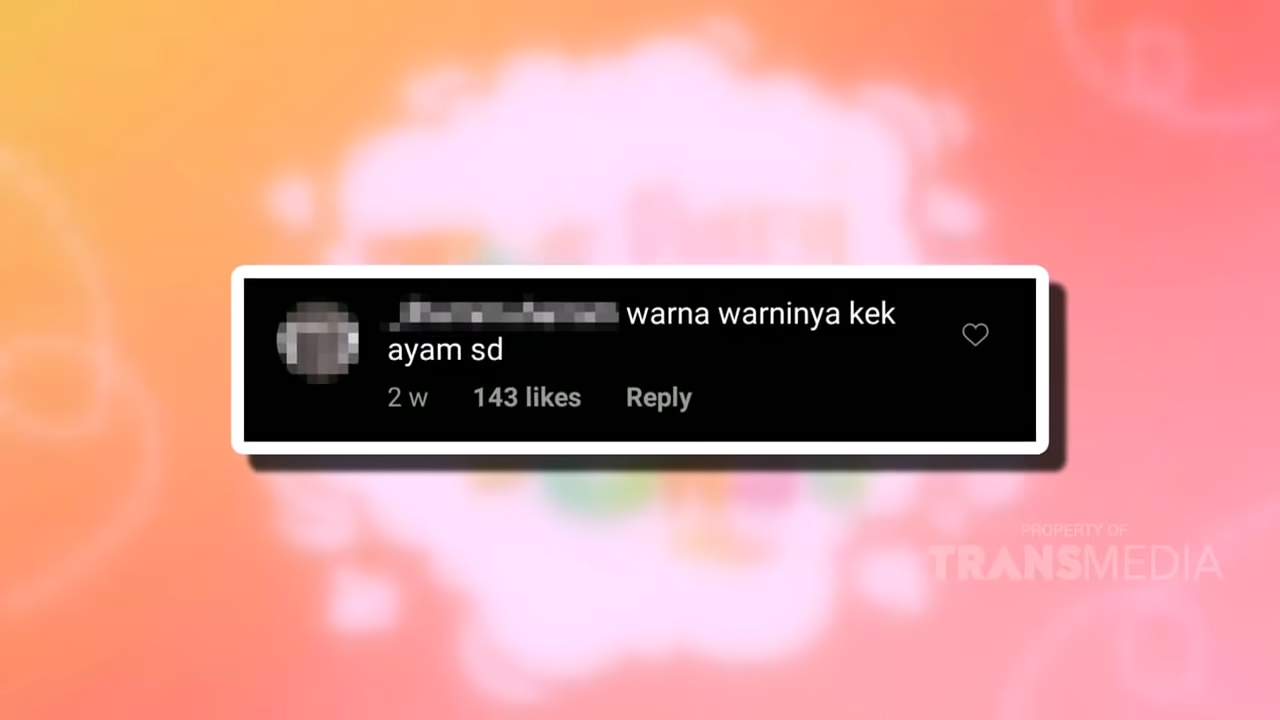 warna warninya kek
ayam sd
2 w 143 likes Reply
PROPERTY OF
TRANSMEDIA